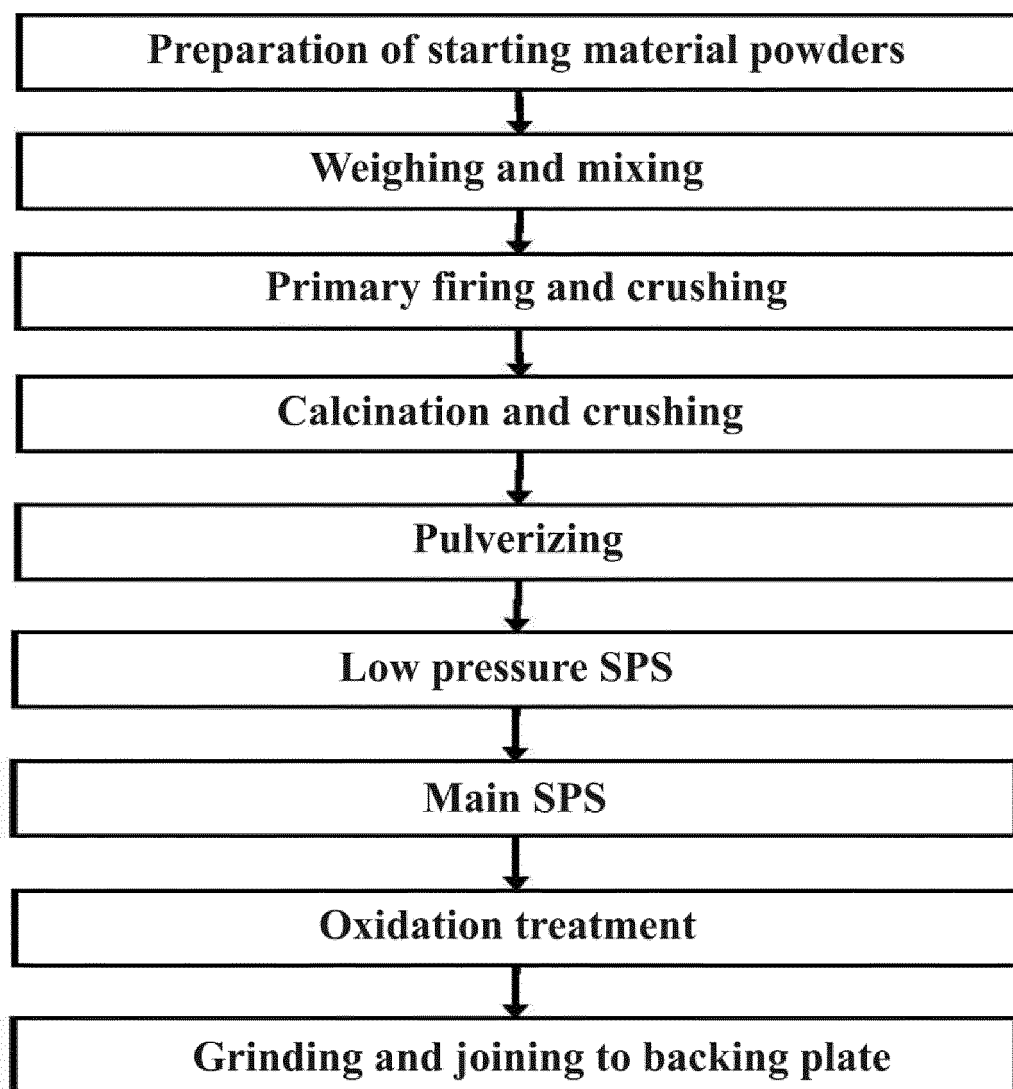 Preparation of starting material powders
Weighing and mixing
Primary firing and crushing
Calcination and crushing
Pulverizing
Low pressure SPS
Main SPS
Oxidation treatment
Grinding and joining to backing plate